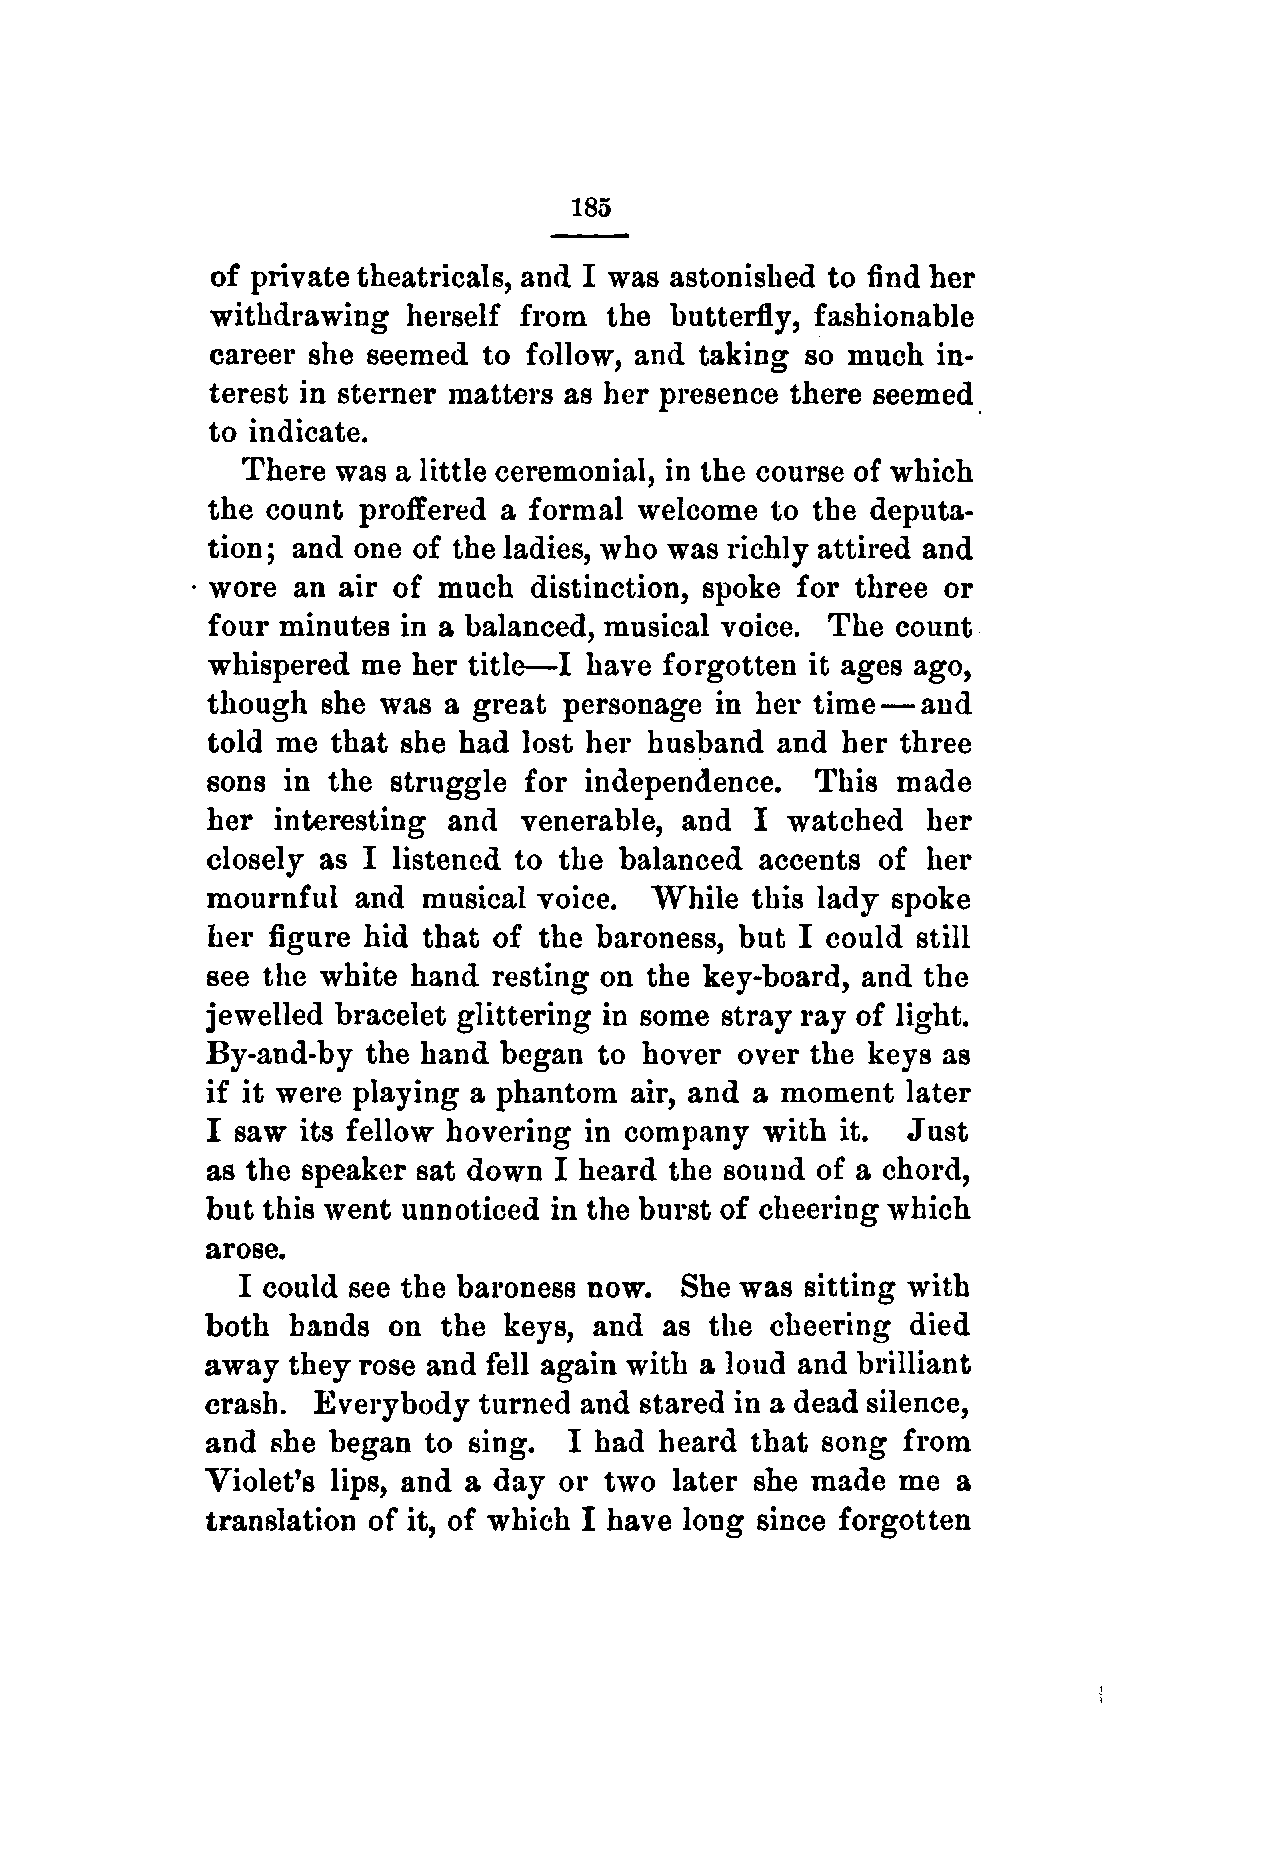 185
of private theatricals, and I was astonished to find her
withdrawing herself from the butterfly, fashionable
career she seemed to follow, and taking so much in-
terest in sterner matters as her presence there seemed
to indicate.
There was a little ceremonial, in the course of which
the count proffered a formal welcome to the deputa-
tion; and one of the ladies, who was richly attired and
wore an air of much distinction, spoke for three or
four minutes in a balanced, musical voice. The count
whispered me her title—I have forgotten it ages ago,
though she was a great personage in her time—and
told me that she had lost her husband and her three
sons in the struggle for independence. This made
her interesting and venerable, and I watched her
closely as I listened to the balanced accents of her
mournful and musical voice. While this lady spoke
her figure hid that of the baroness, but I could still
see the white hand resting on the key-board, and the
jewelled bracelet glittering in some stray ray of light.
By-and-by the hand began to hover over the keys as
if it were playing a phantom air, and a moment later
I saw its fellow hovering in company with it. Just
as the speaker sat down I heard the sound of a chord,
but this went unnoticed in the burst of cheering which
arose.
I could see the baroness now. She was sitting with
both hands on the keys, and as the cheering died
away they rose and fell again with a loud and brilliant
crash. Everybody turned and stared in a dead silence,
and she began to sing. I had heard that song from
Violet's lips, and a day or two later she made me a
translation of it, of which I have long since forgotten